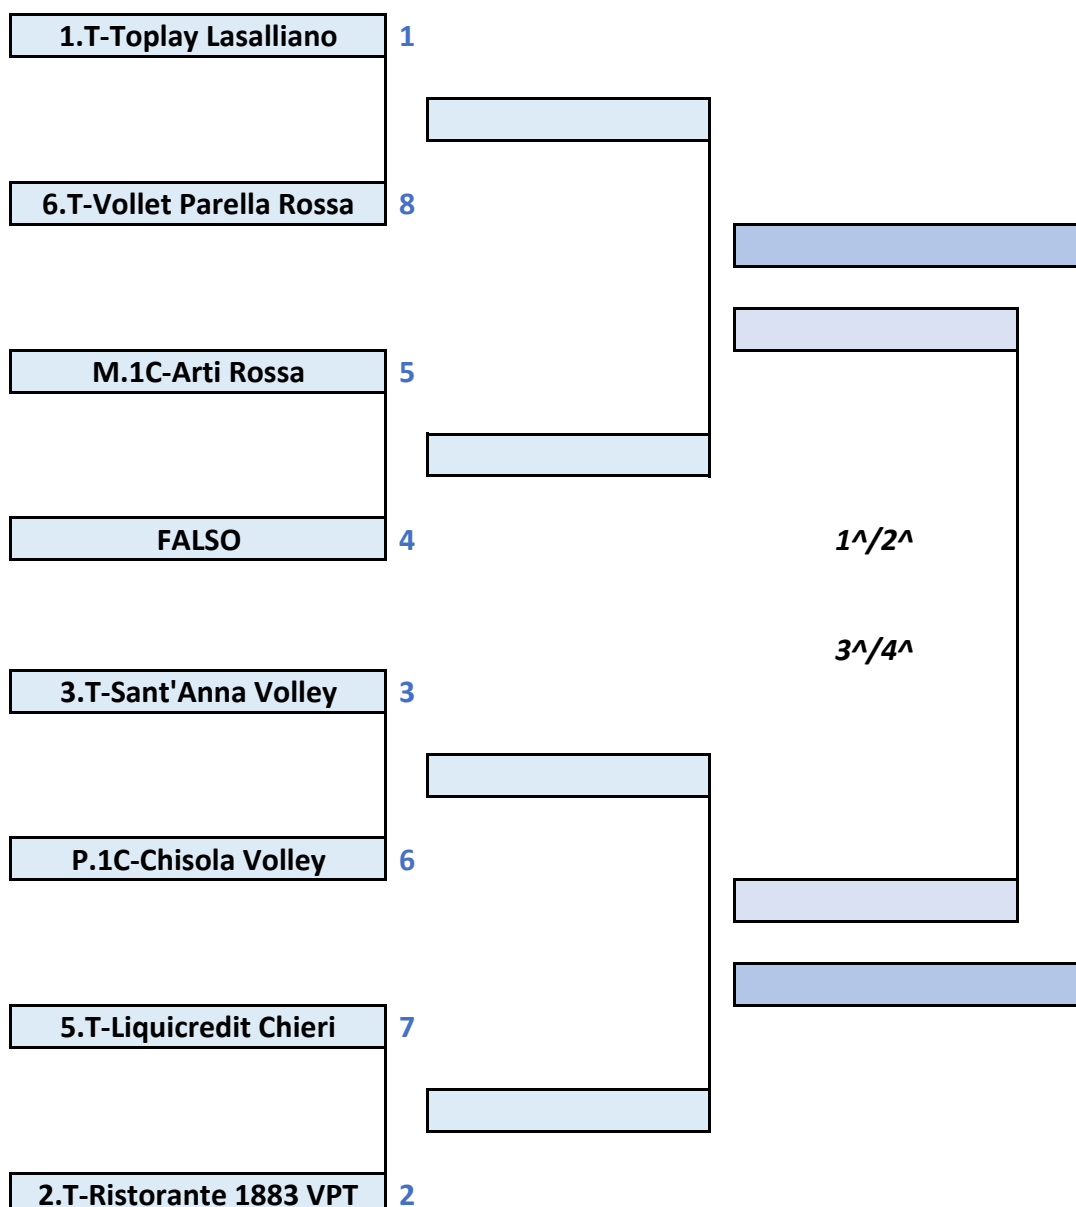 1.T-Toplay Lasalliano 1
6.T-Vollet Parella Rossa 8
M.1C-Arti Rossa 5
FALSO 4
1^/2^
3^/4^
3.T-Sant'Anna Volley 3
P.1C-Chisola Volley 6
5.T-Liquicredit Chieri 7
2.T-Ristorante 1883 VPT 2